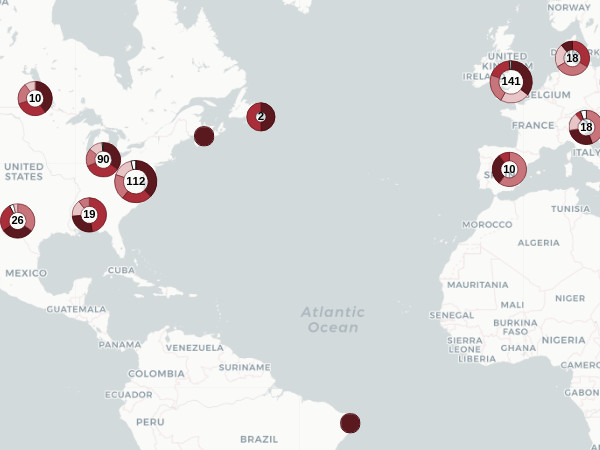 NORWAY
UNITED
KINGDOM
IRELAND
18
141
BELGIUM
10
2
FRANCE
18
ITALY
90
UNITED
STATES
112
10
26
19
TUNISIA
MOROCCO
ALGERIA
MEXICO
CUBA
MAURITANIA
GUATEMALA
MALI
NIGER
Atlantic
Ocean
SENEGAL
BURKINA
FASO
PANAMA
VENEZUELA
SIERRA
LEONE
GHANA
NIGERIA
LIBERIA
COLOMBIA
SURINAME
CAMERO
ECUADOR
GABON
PERU
BRAZIL